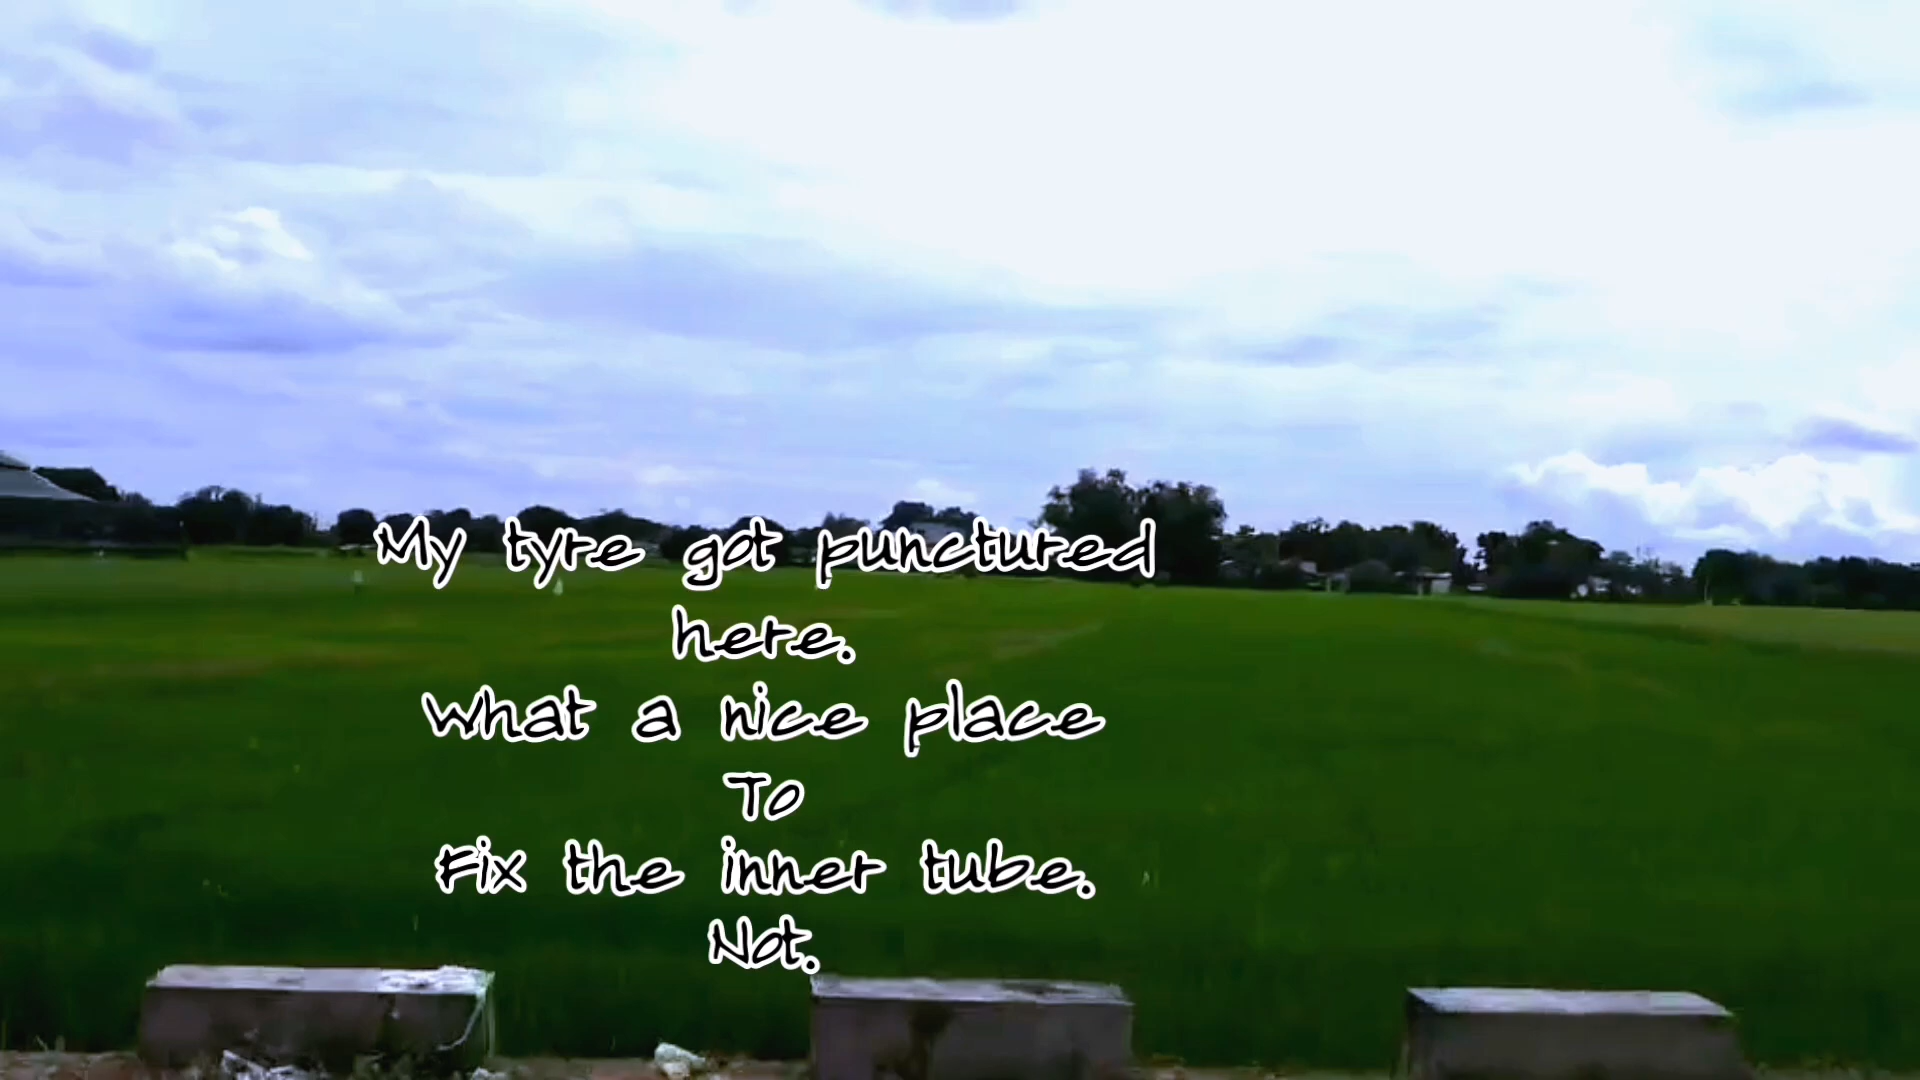 My tyre got punctured
here.
What a nice place
To
Fix the inner tube.
Not.